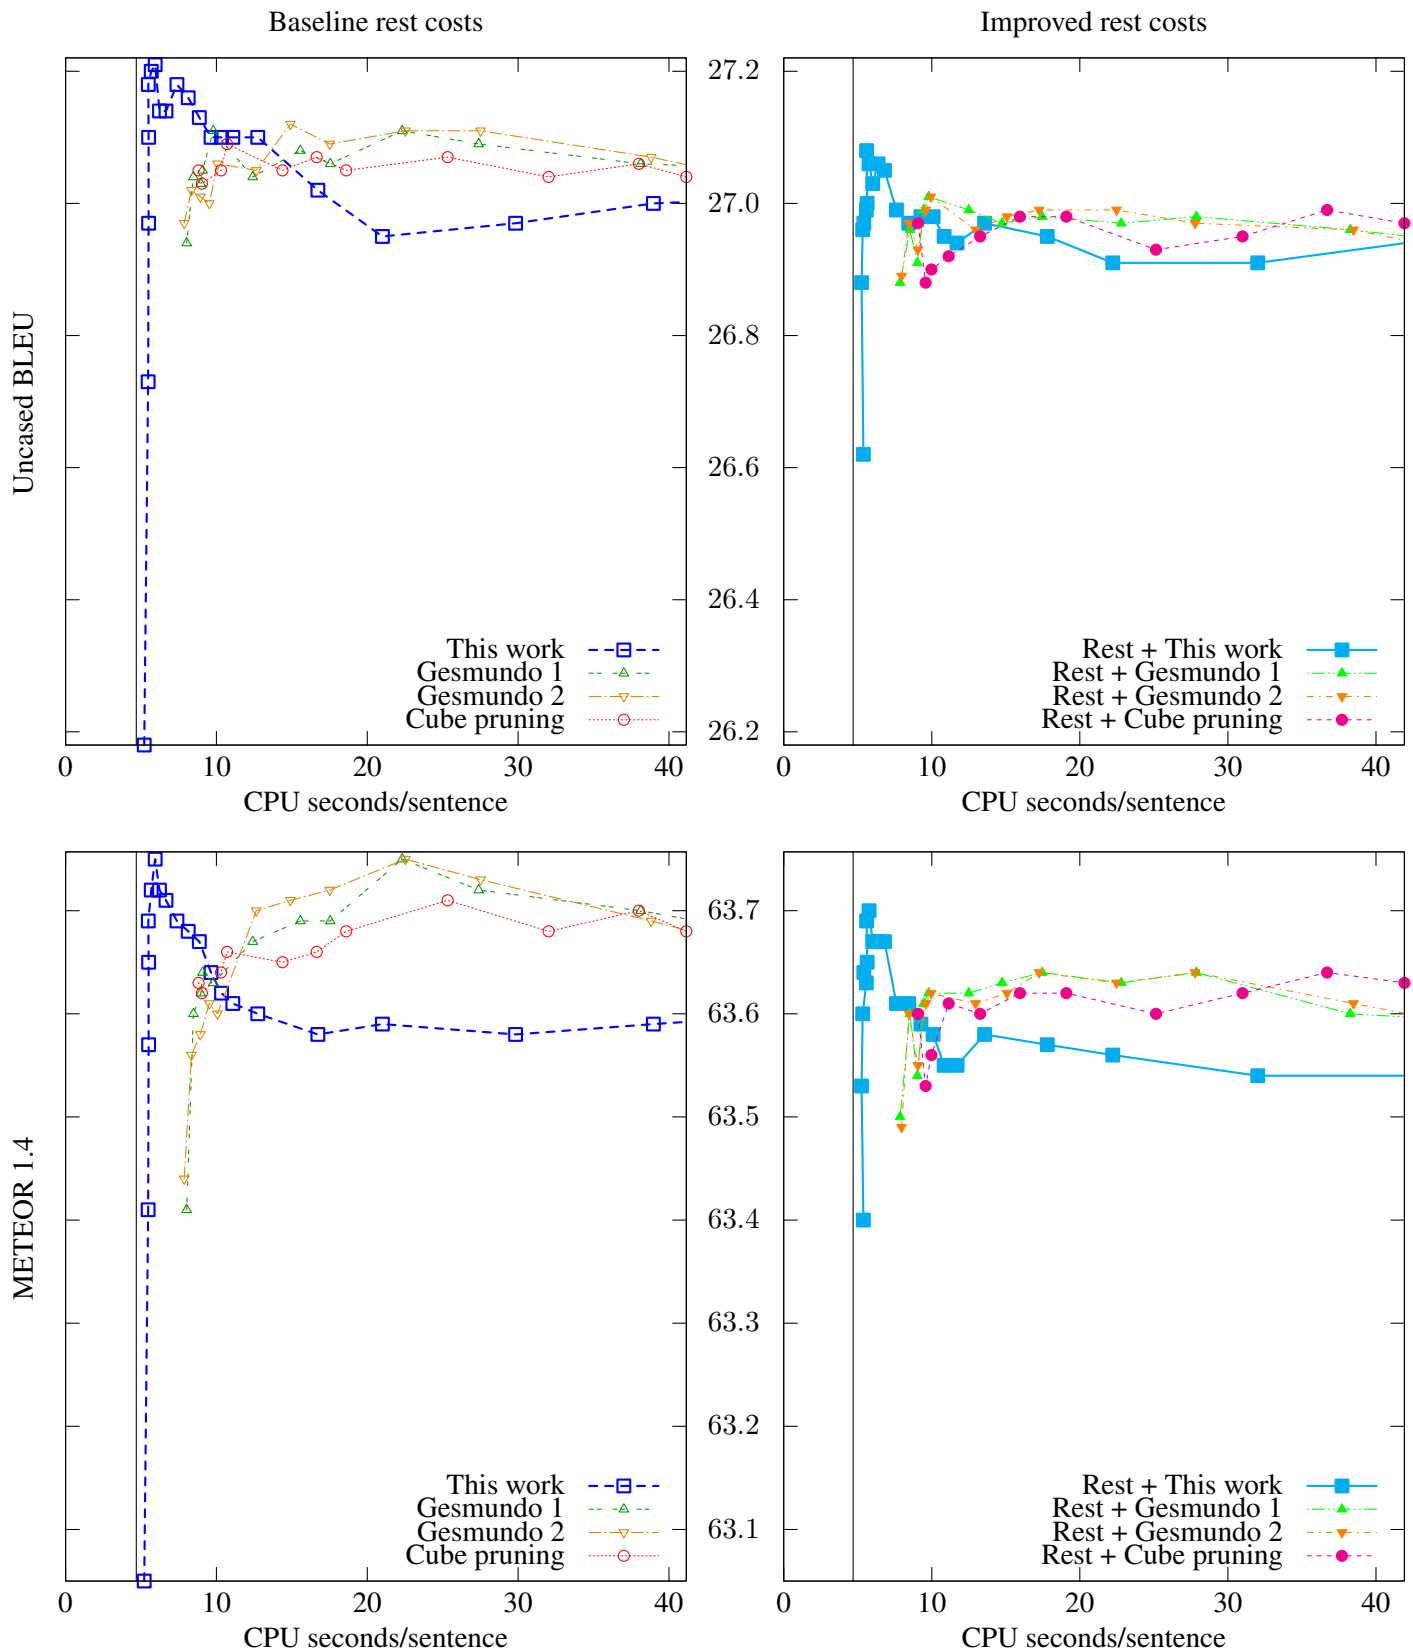 Baseline rest costs
Improved rest costs
Uncased BLEU
27.2
27.0
26.8
26.6
26.4
26.2
This work
Gesmundo 1
Gesmundo 2
Cube pruning
Rest + This work
Rest + Gesmundo 1
Rest + Gesmundo 2
Rest + Cube pruning
0 10 20 30 40
0 10 20 30 40
CPU seconds/sentence
CPU seconds/sentence
METEOR 1.4
63.7
63.6
63.5
63.4
63.3
63.2
63.1
This work
Gesmundo 1
Gesmundo 2
Cube pruning
Rest + This work
Rest + Gesmundo 1
Rest + Gesmundo 2
Rest + Cube pruning
0 10 20 30 40
0 10 20 30 40
CPU seconds/sentence
CPU seconds/sentence